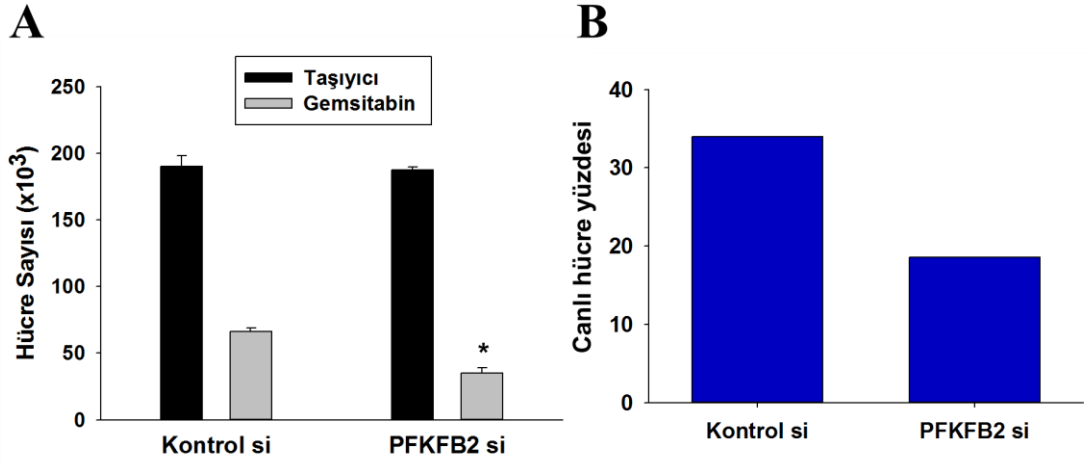 A
Taşıyıcı
Gemsitabin
Hücre Sayısı (x10³)
250
200
150
100
50
0
Kontrol si
PFKFB2 si
*
B
Canlı hücre yüzdesi
40
30
20
10
0
Kontrol si
PFKFB2 si